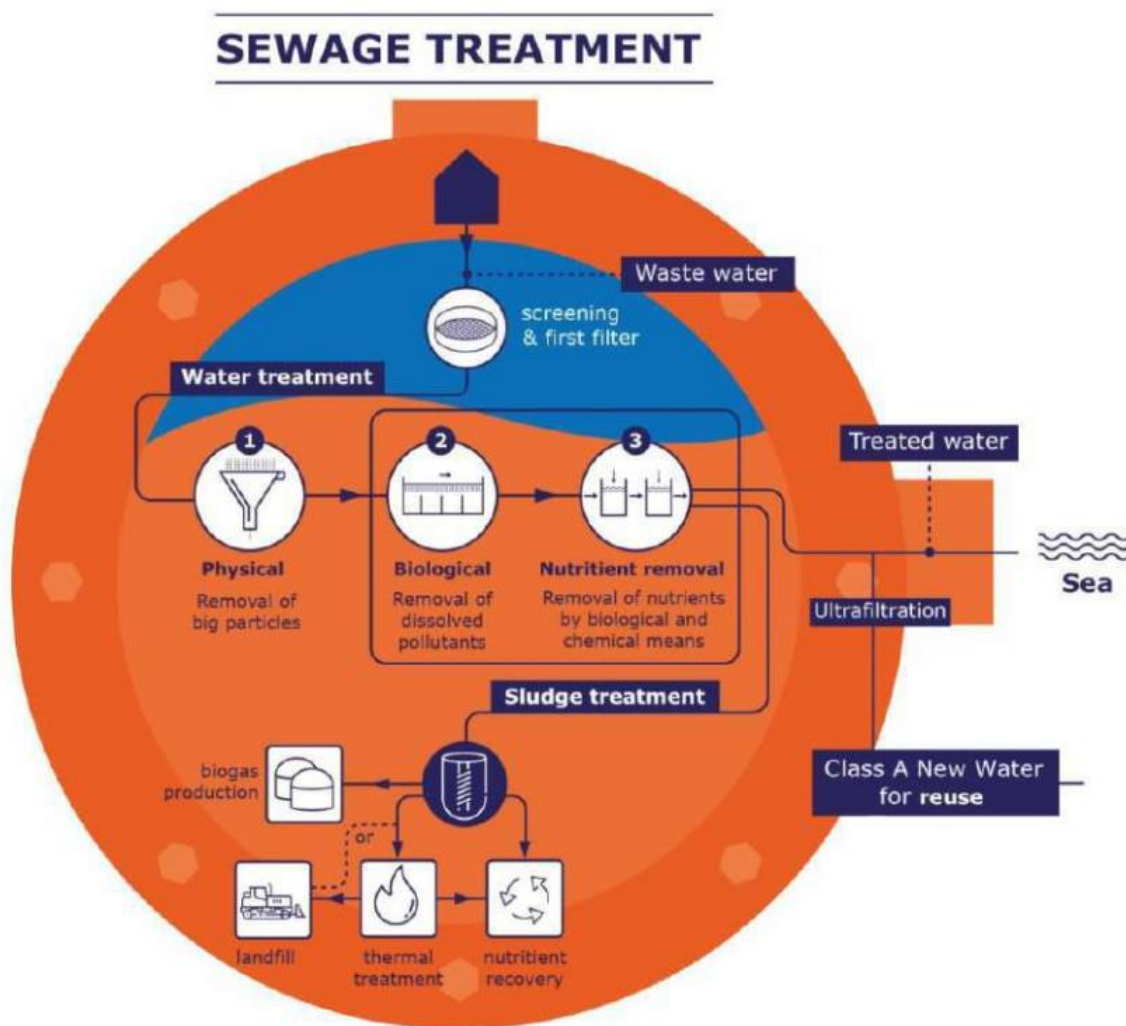 SEWAGE TREATMENT
Waste water
screening
& first filter
Water treatment
1
2
3
Treated water
Physical
Removal of
big particles
Biological
Removal of
dissolved
pollutants
Nutritient removal
Removal of nutrients
by biological and
chemical means
Sea
Ultrafiltration
Sludge treatment
Class A New Water
for reuse
biogas
production
or
landfill
thermal
treatment
nutritient
recovery